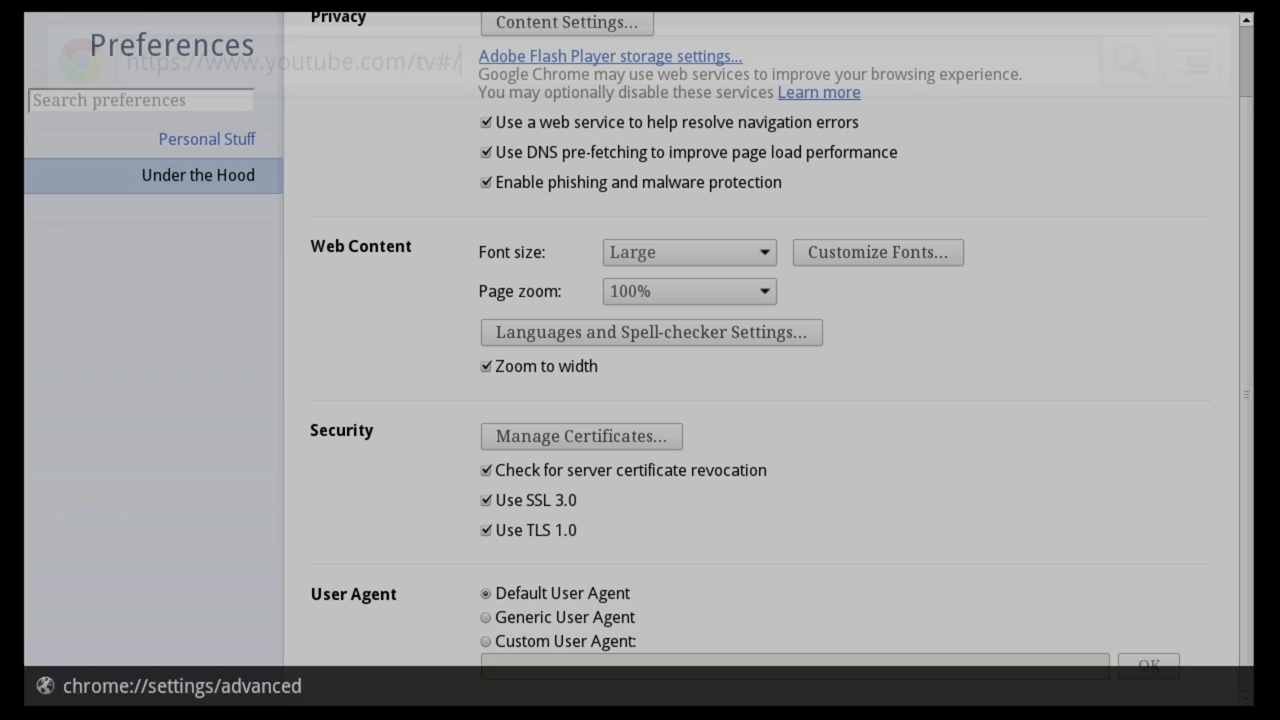 Privacy
Content Settings...
Preferences
https://www.youtube.com/tv#/
Adobe Flash Player storage settings...
Google Chrome may use web services to improve your browsing experience.
You may optionally disable these services Learn more
Search preferences
Use a web service to help resolve navigation errors
Personal Stuff
Use DNS pre-fetching to improve page load performance
Under the Hood
Enable phishing and malware protection
Web Content
Font size:
Large
Customize Fonts...
Page zoom:
100%
Languages and Spell-checker Settings...
Zoom to width
Security
Manage Certificates...
Check for server certificate revocation
Use SSL 3.0
Use TLS 1.0
User Agent
Default User Agent
Generic User Agent
Custom User Agent:
OK
chrome://settings/advanced